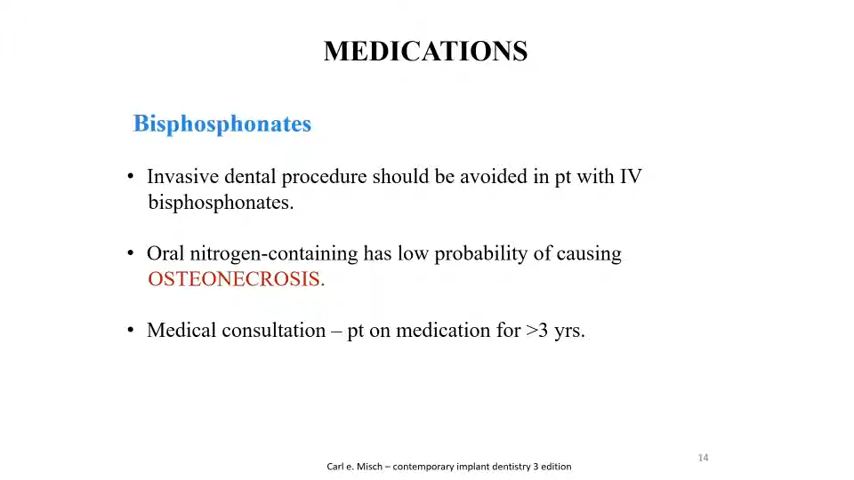 MEDICATIONS
Bisphosphonates
• Invasive dental procedure should be avoided in pt with IV
bisphosphonates.
• Oral nitrogen-containing has low probability of causing
OSTEONECROSIS.
• Medical consultation – pt on medication for >3 yrs.
14
Carl e. Misch – contemporary implant dentistry 3 edition